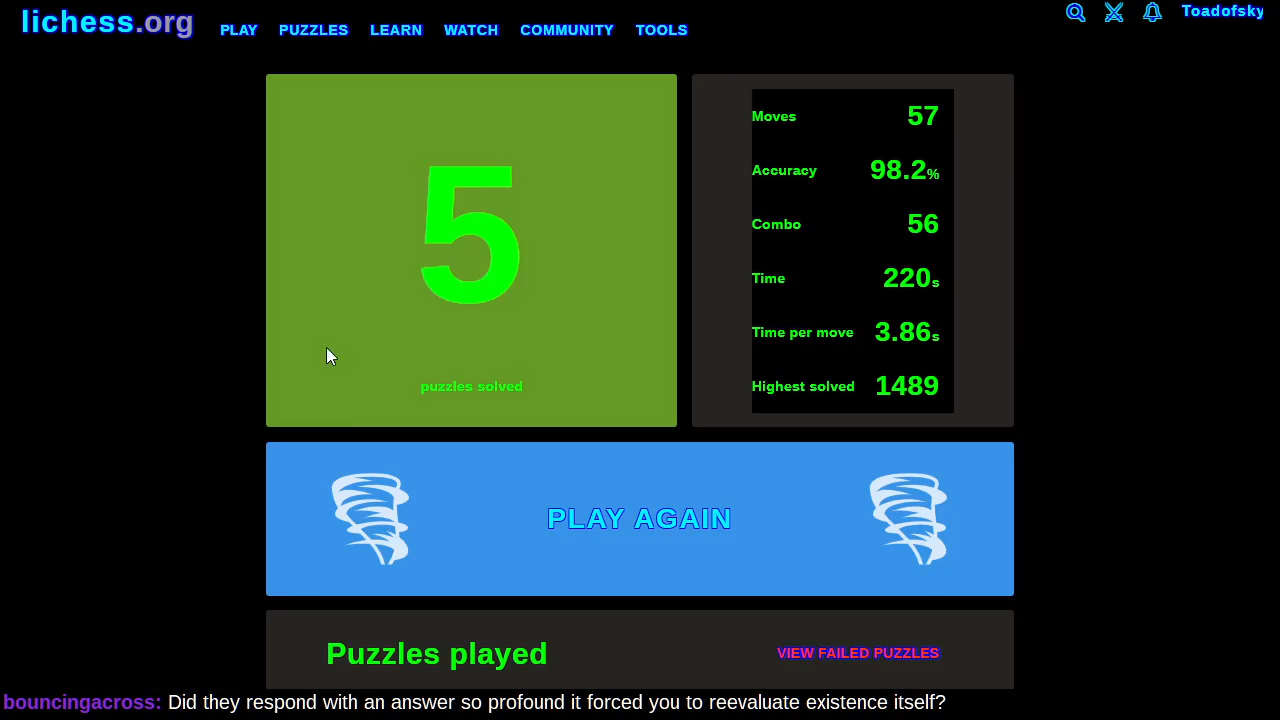 lichess.org
PLAY PUZZLES LEARN WATCH COMMUNITY TOOLS
Toadofsky
5
puzzles solved
Moves 57
Accuracy 98.2%
Combo 56
Time 220s
Time per move 3.86s
Highest solved 1489
PLAY AGAIN
Puzzles played
VIEW FAILED PUZZLES
bouncingacross: Did they respond with an answer so profound it forced you to reevaluate existence itself?